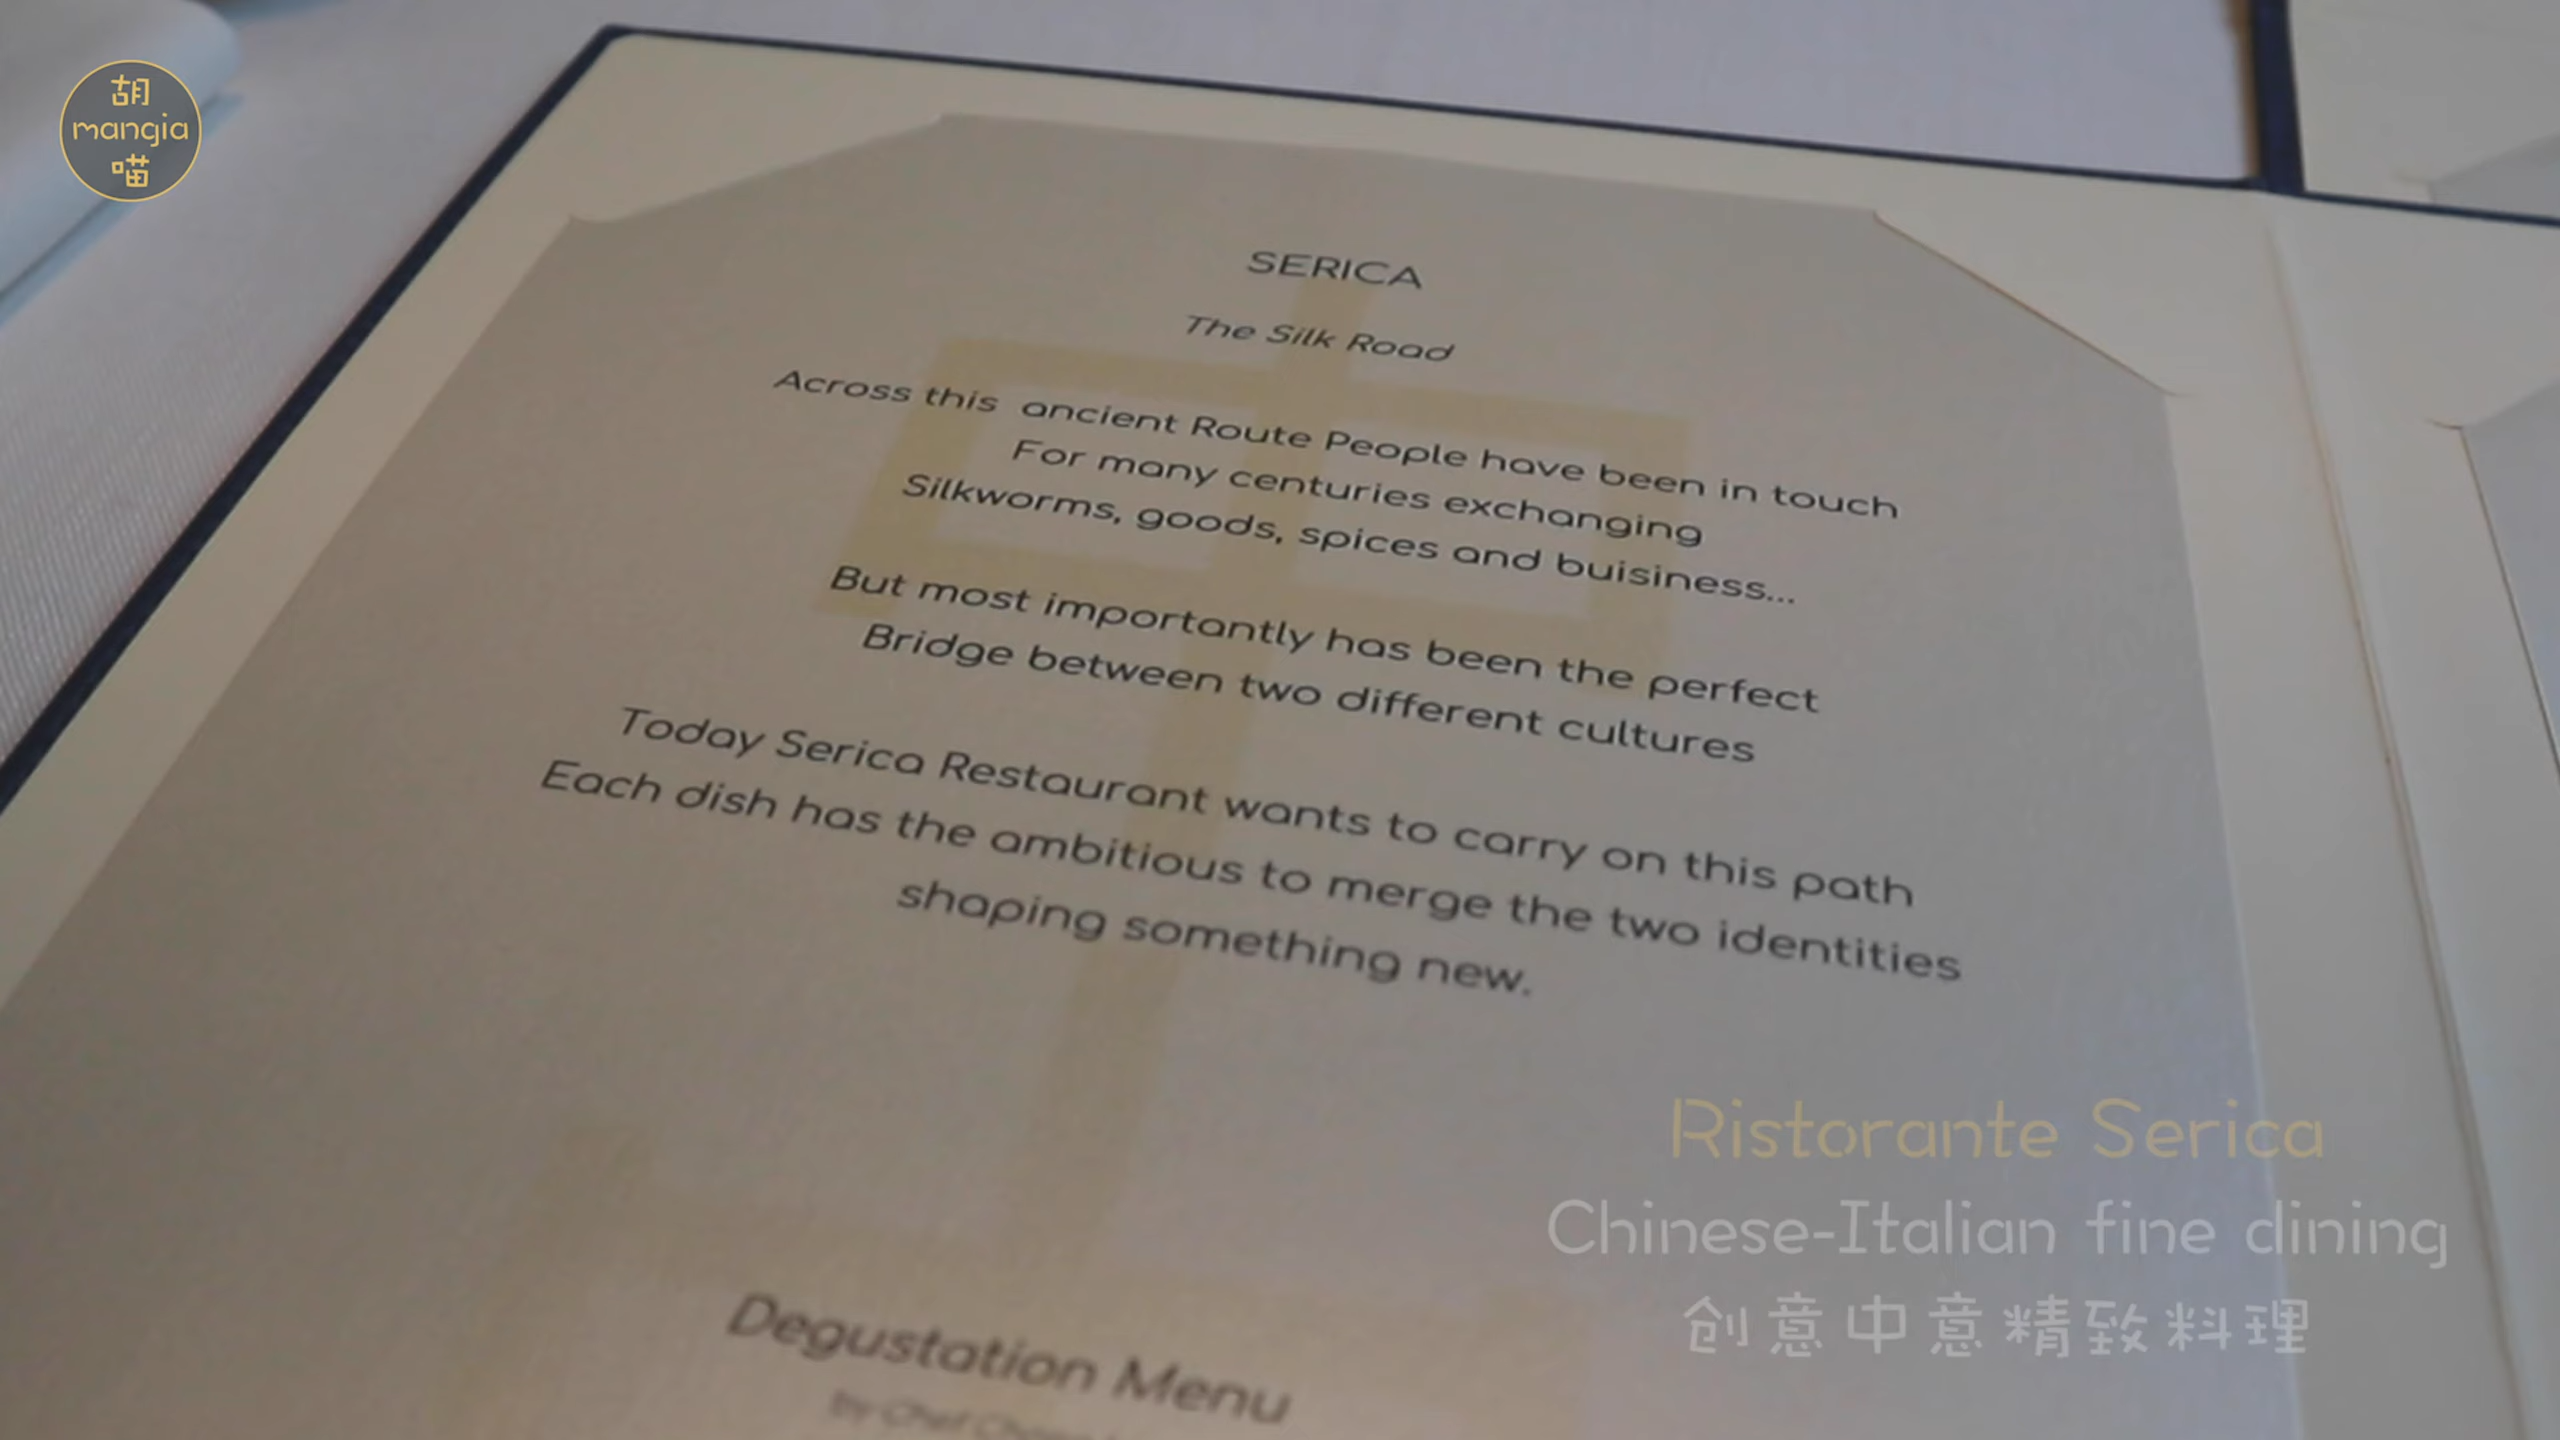 胡
mangia
喵
SERICA
The Silk Road
Across this ancient Route People have been in touch
For many centuries exchanging
Silkworms, goods, spices and buisiness...
But most importantly has been the perfect
Bridge between two different cultures
Today Serica Restaurant wants to carry on this path
Each dish has the ambitious to merge the two identities
shaping something new.
Degustation Menu
by Chef
Ristorante Serica
Chinese-Italian fine dining
创意中意精致料理